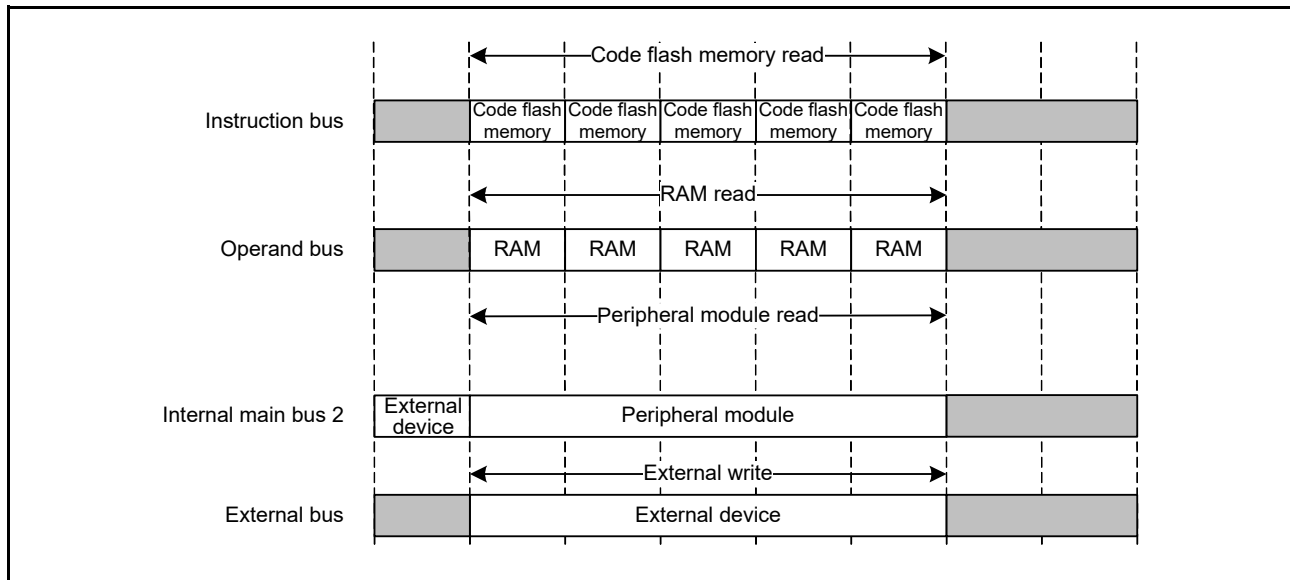 Code flash memory read
Instruction bus
Code flash Code flash Code flash Code flash Code flash
memory memory memory memory memory
RAM read
Operand bus
RAM RAM RAM RAM RAM
Peripheral module read
Internal main bus 2
External
device
Peripheral module
External write
External bus
External device